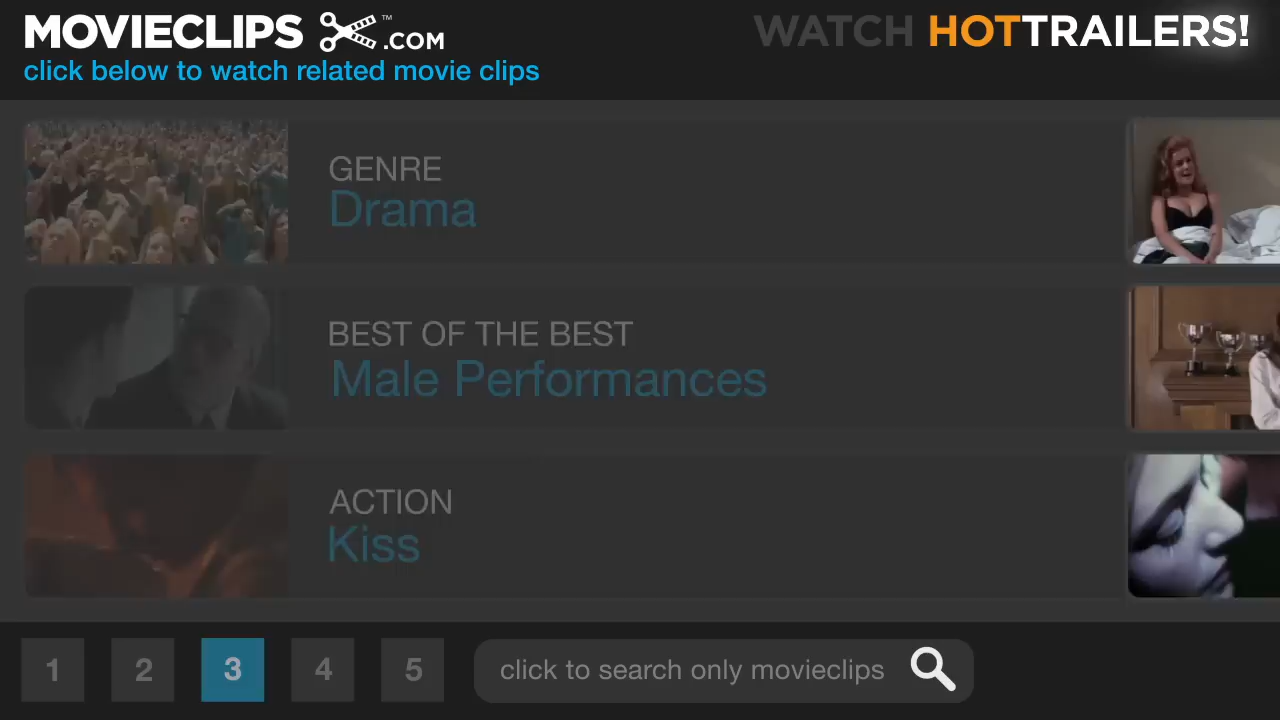 MOVIECLIPS ™ .COM
WATCH HOTTRAILERS!
click below to watch related movie clips
GENRE
Drama
BEST OF THE BEST
Male Performances
ACTION
Kiss
1 2 3 4 5
click to search only movieclips